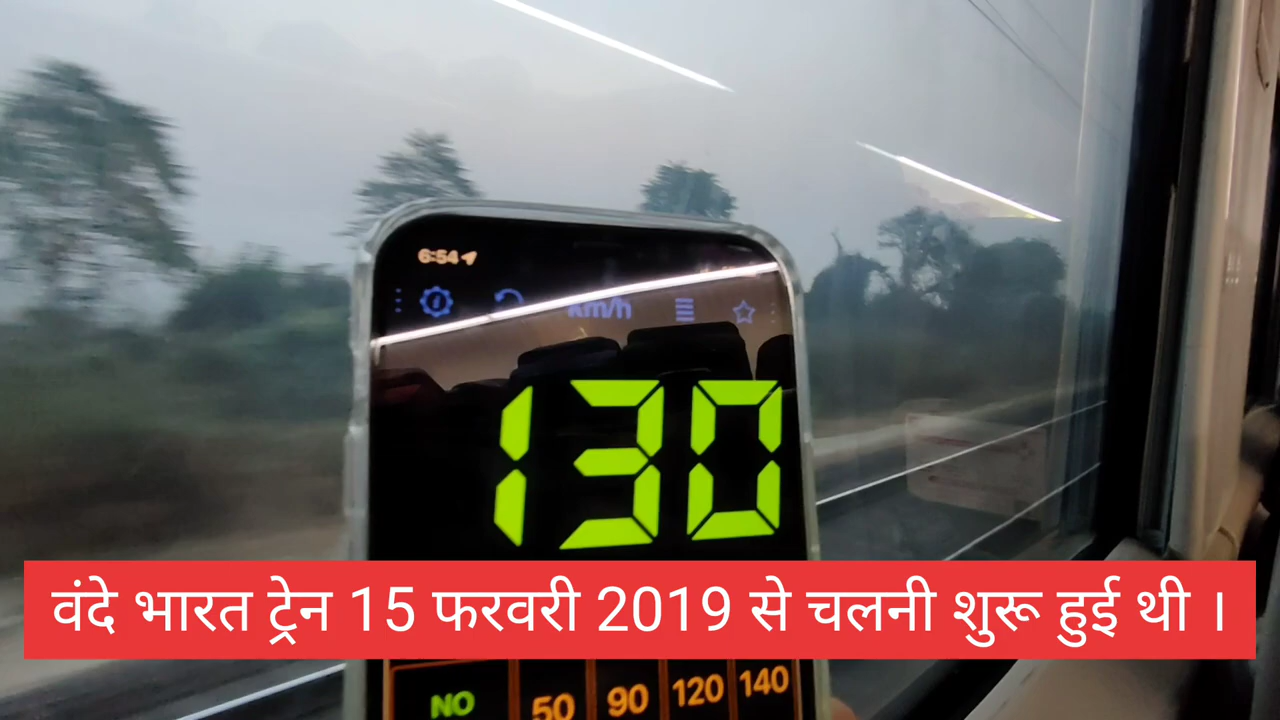 6:54
km/h
130
वंदे भारत ट्रेन 15 फरवरी 2019 से चलनी शुरू हुई थी ।
NO 50 90 120 140